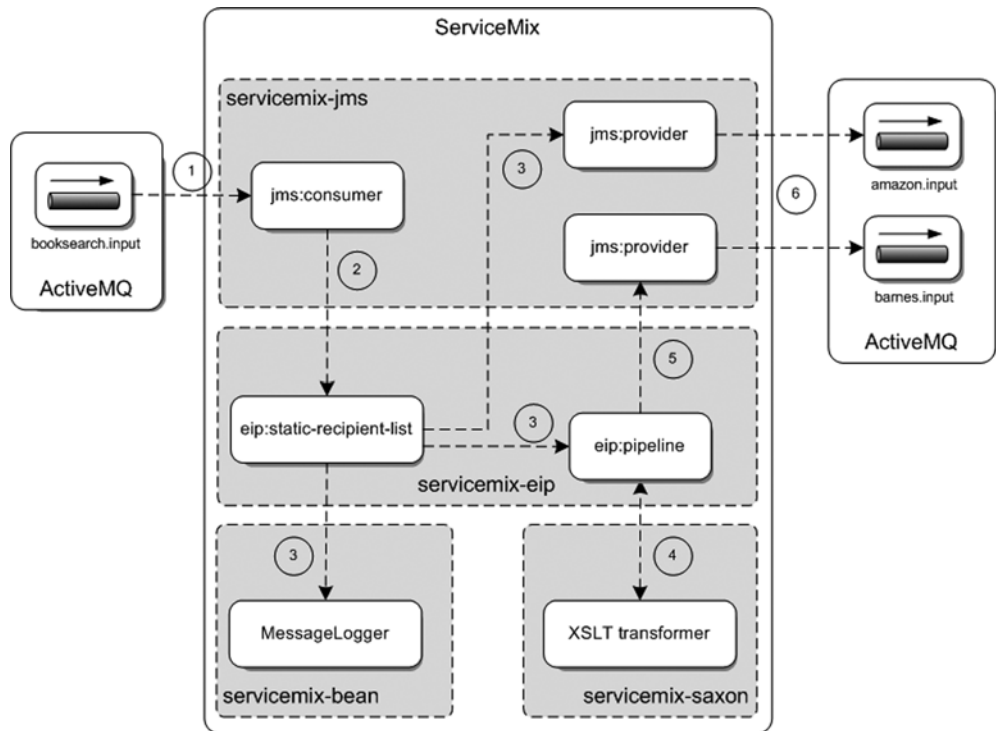 ServiceMix
servicemix-jms
jms:provider
1
3
amazon.input
jms:consumer
6
booksearch.input
jms:provider
2
ActiveMQ
barnes.input
ActiveMQ
5
eip:static-recipient-list
3
eip:pipeline
servicemix-eip
3
4
MessageLogger
XSLT transformer
servicemix-bean
servicemix-saxon